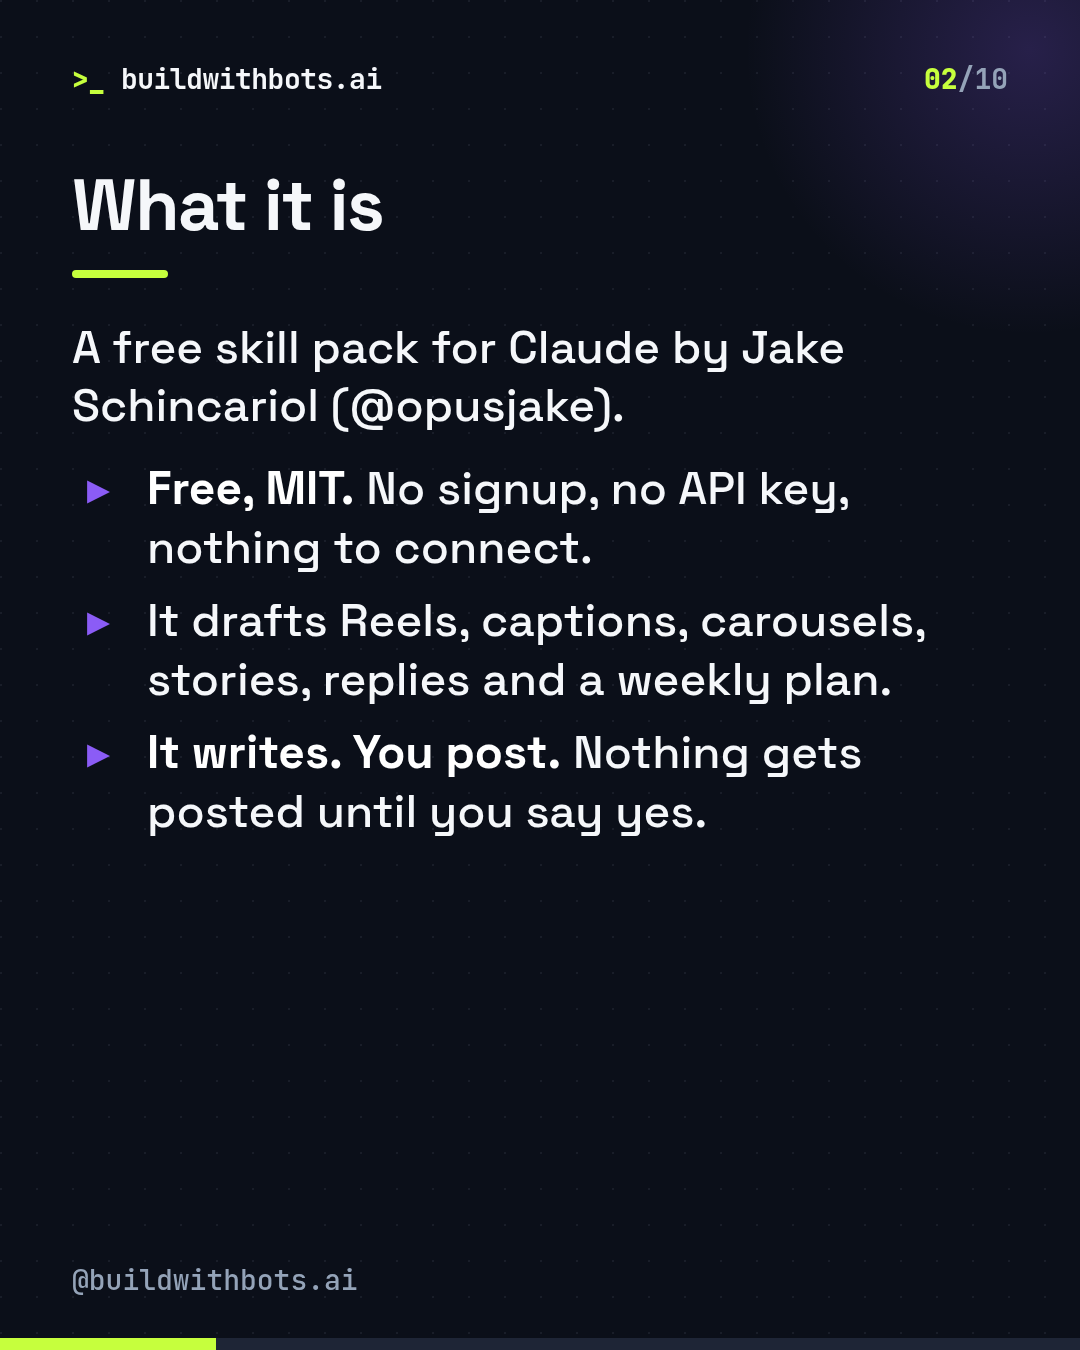 >_ buildwithbots.ai
02/10
What it is
A free skill pack for Claude by Jake
Schincariol (@opusjake).
▶ Free, MIT. No signup, no API key,
nothing to connect.
▶ It drafts Reels, captions, carousels,
stories, replies and a weekly plan.
▶ It writes. You post. Nothing gets
posted until you say yes.
@buildwithbots.ai